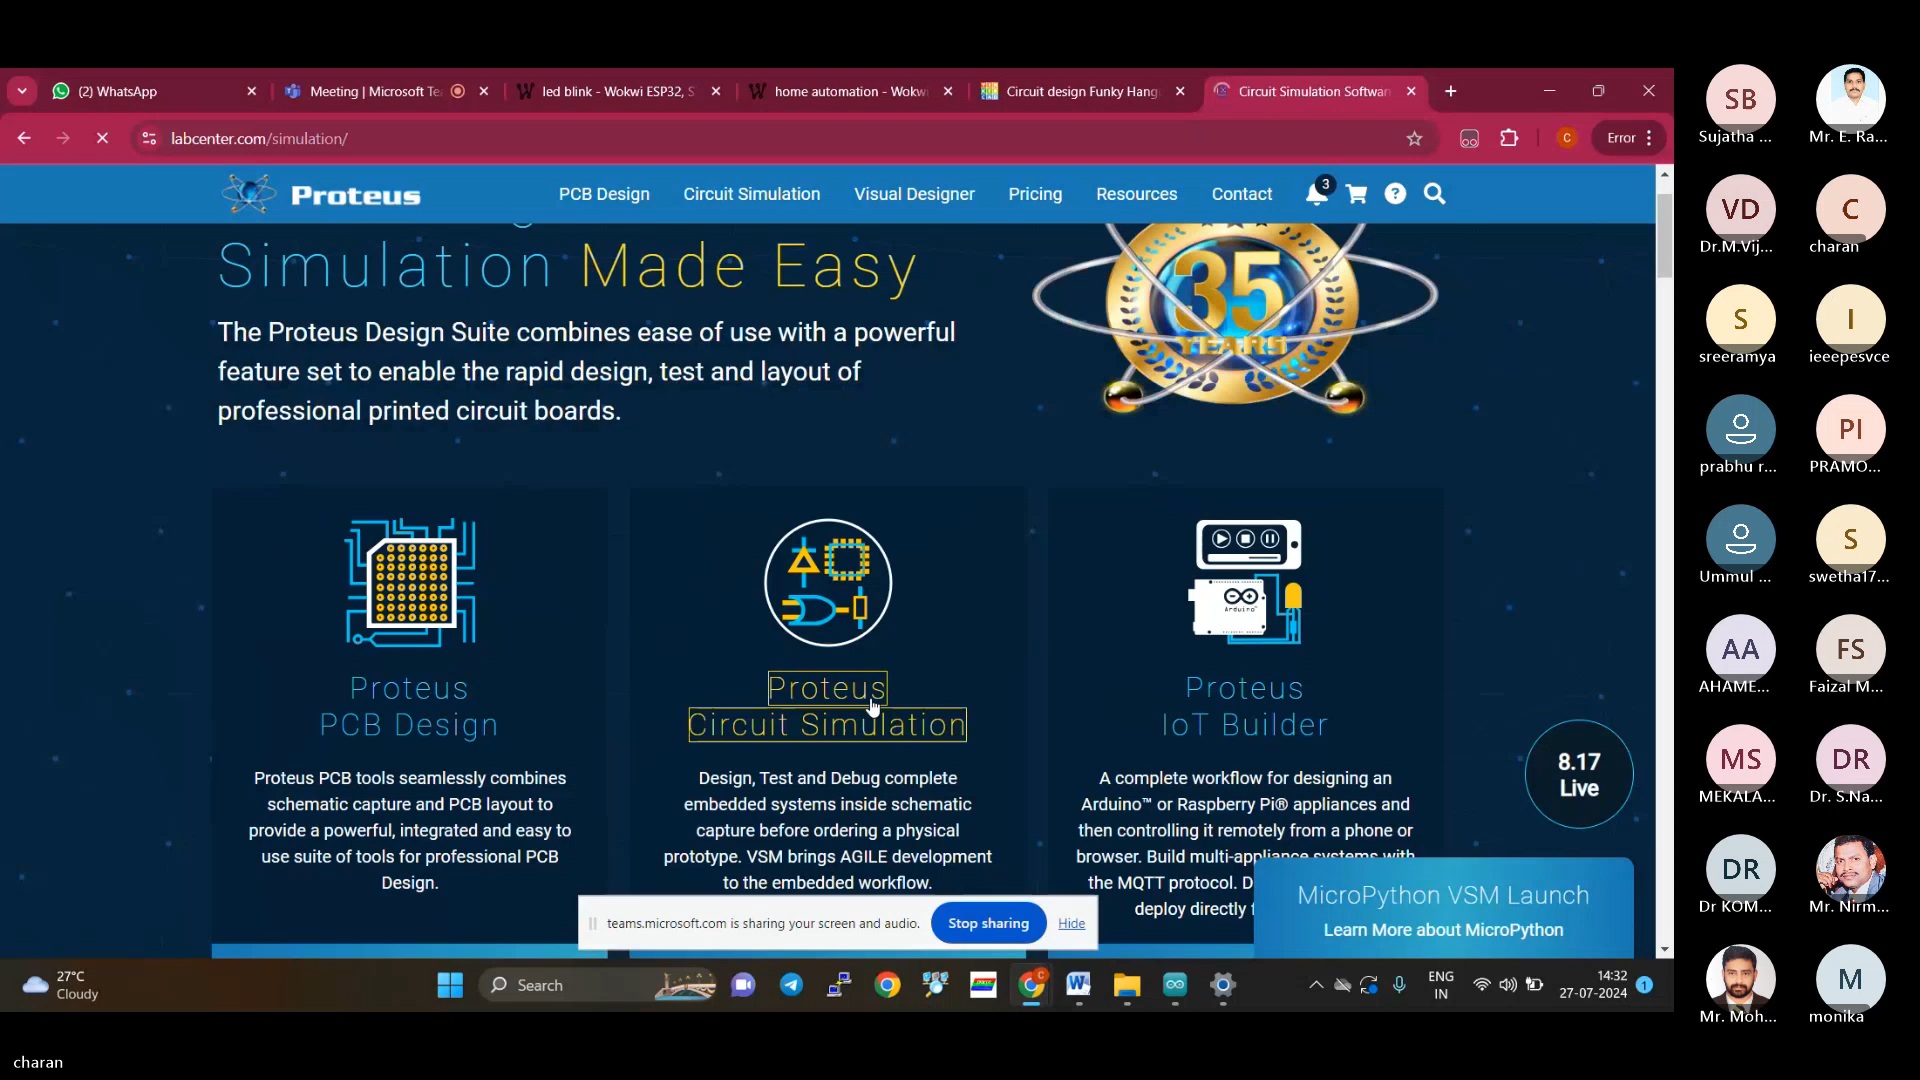 (2) WhatsApp
Meeting | Microsoft Te
led blink - Wokwi ESP32, S
home automation - Wokwi
Circuit design Funky Hang
Circuit Simulation Software
labcenter.com/simulation/
Error
Proteus
PCB Design
Circuit Simulation
Visual Designer
Pricing
Resources
Contact
3
Simulation Made Easy
The Proteus Design Suite combines ease of use with a powerful
feature set to enable the rapid design, test and layout of
professional printed circuit boards.
35
YEARS
Proteus
PCB Design
Proteus PCB tools seamlessly combines
schematic capture and PCB layout to
provide a powerful, integrated and easy to
use suite of tools for professional PCB
Design.
Proteus
Circuit Simulation
Design, Test and Debug complete
embedded systems inside schematic
capture before ordering a physical
prototype. VSM brings AGILE development
to the embedded workflow.
Arduino
Proteus
IoT Builder
A complete workflow for designing an
Arduino™ or Raspberry Pi® appliances and
then controlling it remotely from a phone or
browser. Build multi-appliance systems with
the MQTT protocol. D
deploy directly f
8.17
Live
MicroPython VSM Launch
Learn More about MicroPython
teams.microsoft.com is sharing your screen and audio.
Stop sharing
Hide
27°C
Cloudy
Search
ENG
IN
14:32
27-07-2024
1
SB
Sujatha ...
Mr. E. Ra...
VD
Dr.M.Vij...
C
charan
S
sreeramya
I
ieeepesvce
prabhu r...
PI
PRAMO...
Ummul ...
S
swetha17...
AA
AHAME...
FS
Faizal M...
MS
MEKALA...
DR
Dr. S.Na...
DR
Dr KOM...
Mr. Nirm...
Mr. Moh...
M
monika
charan